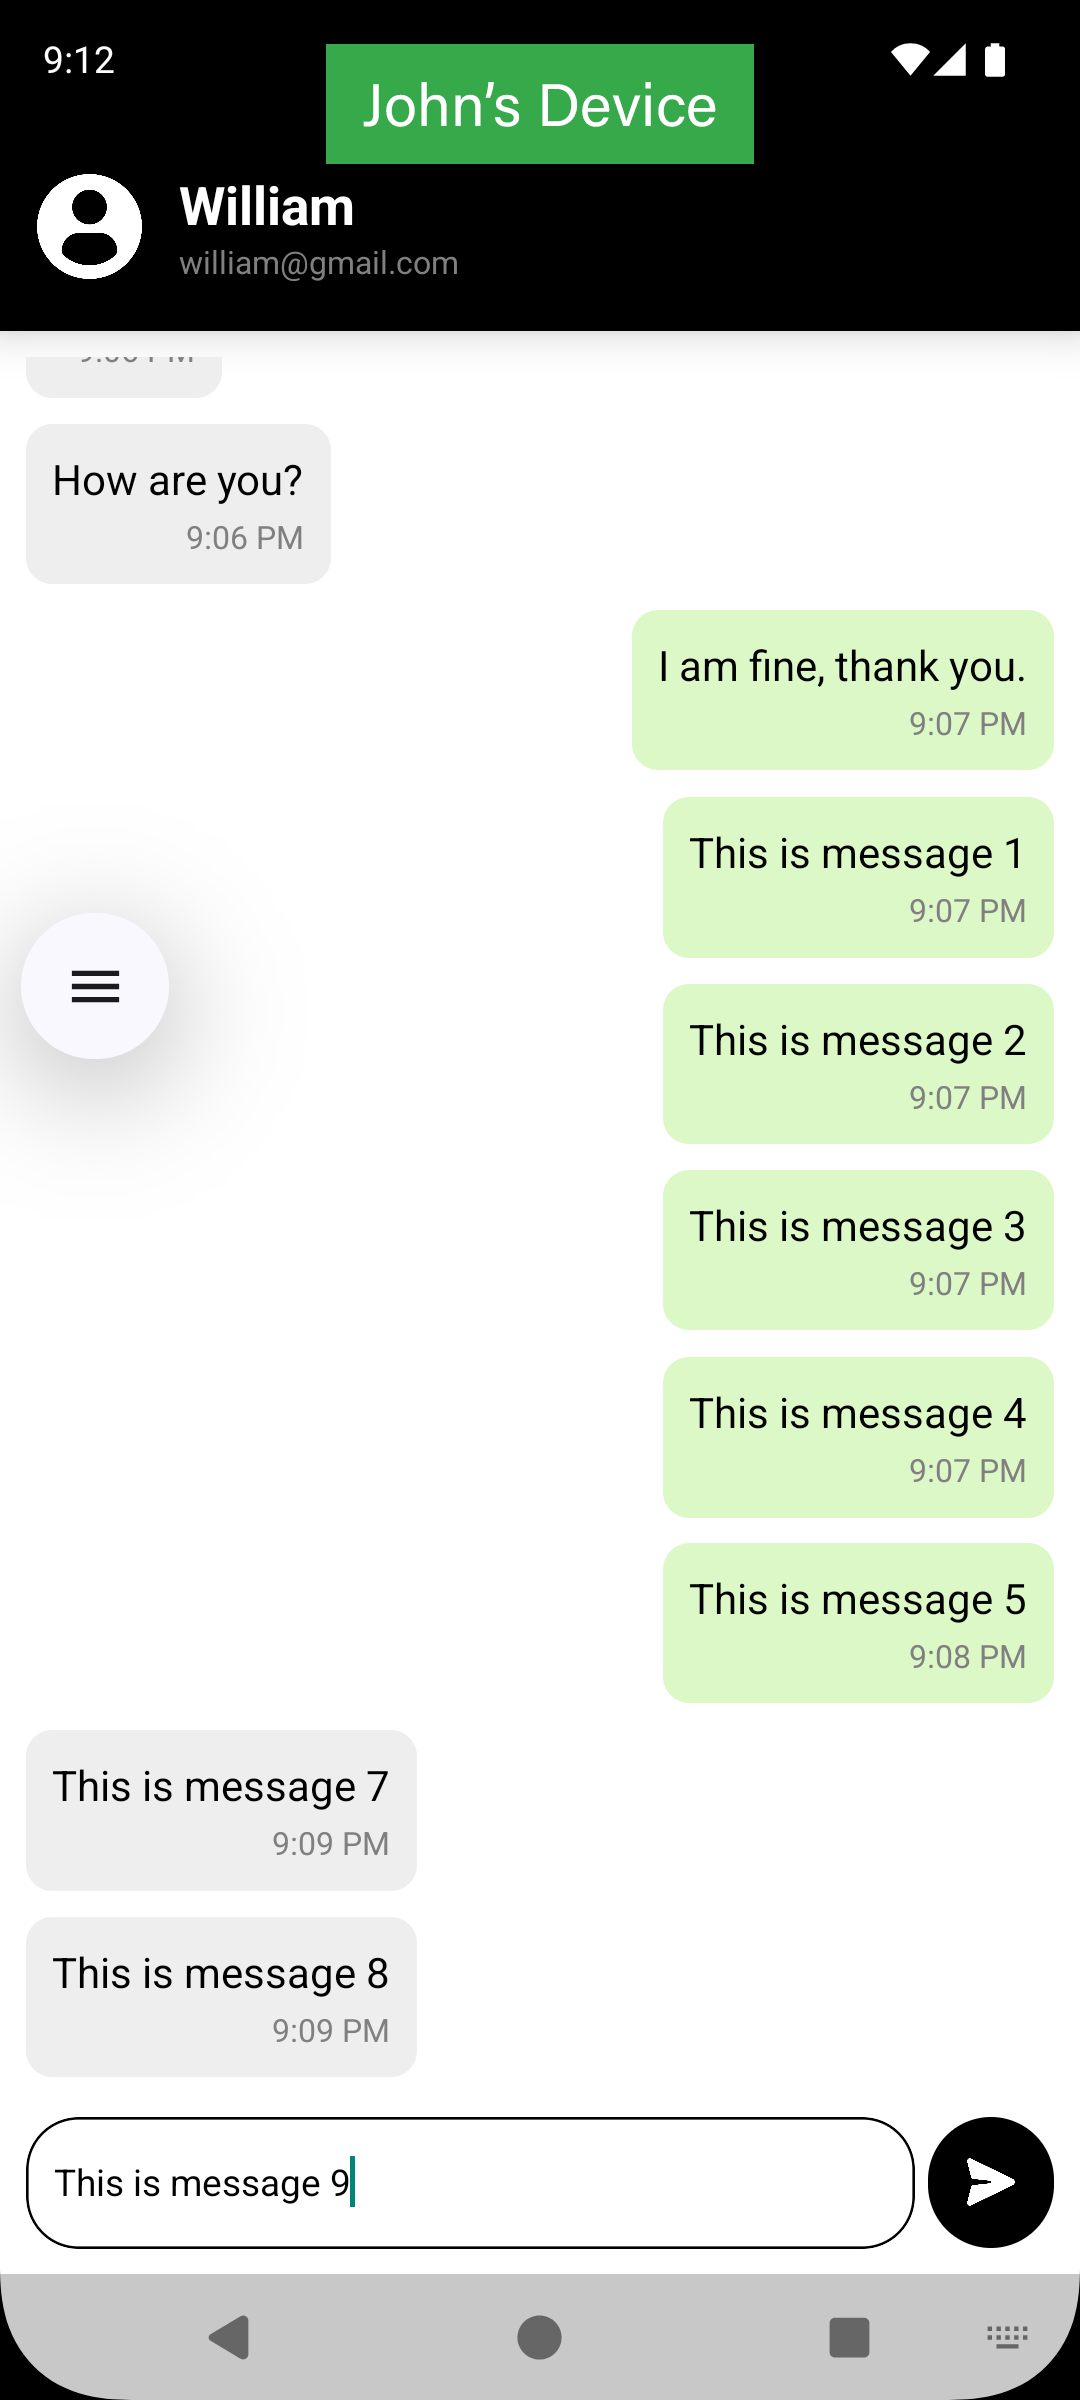 9:12
John's Device
William
william@gmail.com
How are you?
9:06 PM
I am fine, thank you.
9:07 PM
This is message 1
9:07 PM
This is message 2
9:07 PM
This is message 3
9:07 PM
This is message 4
9:07 PM
This is message 5
9:08 PM
This is message 7
9:09 PM
This is message 8
9:09 PM
This is message 9